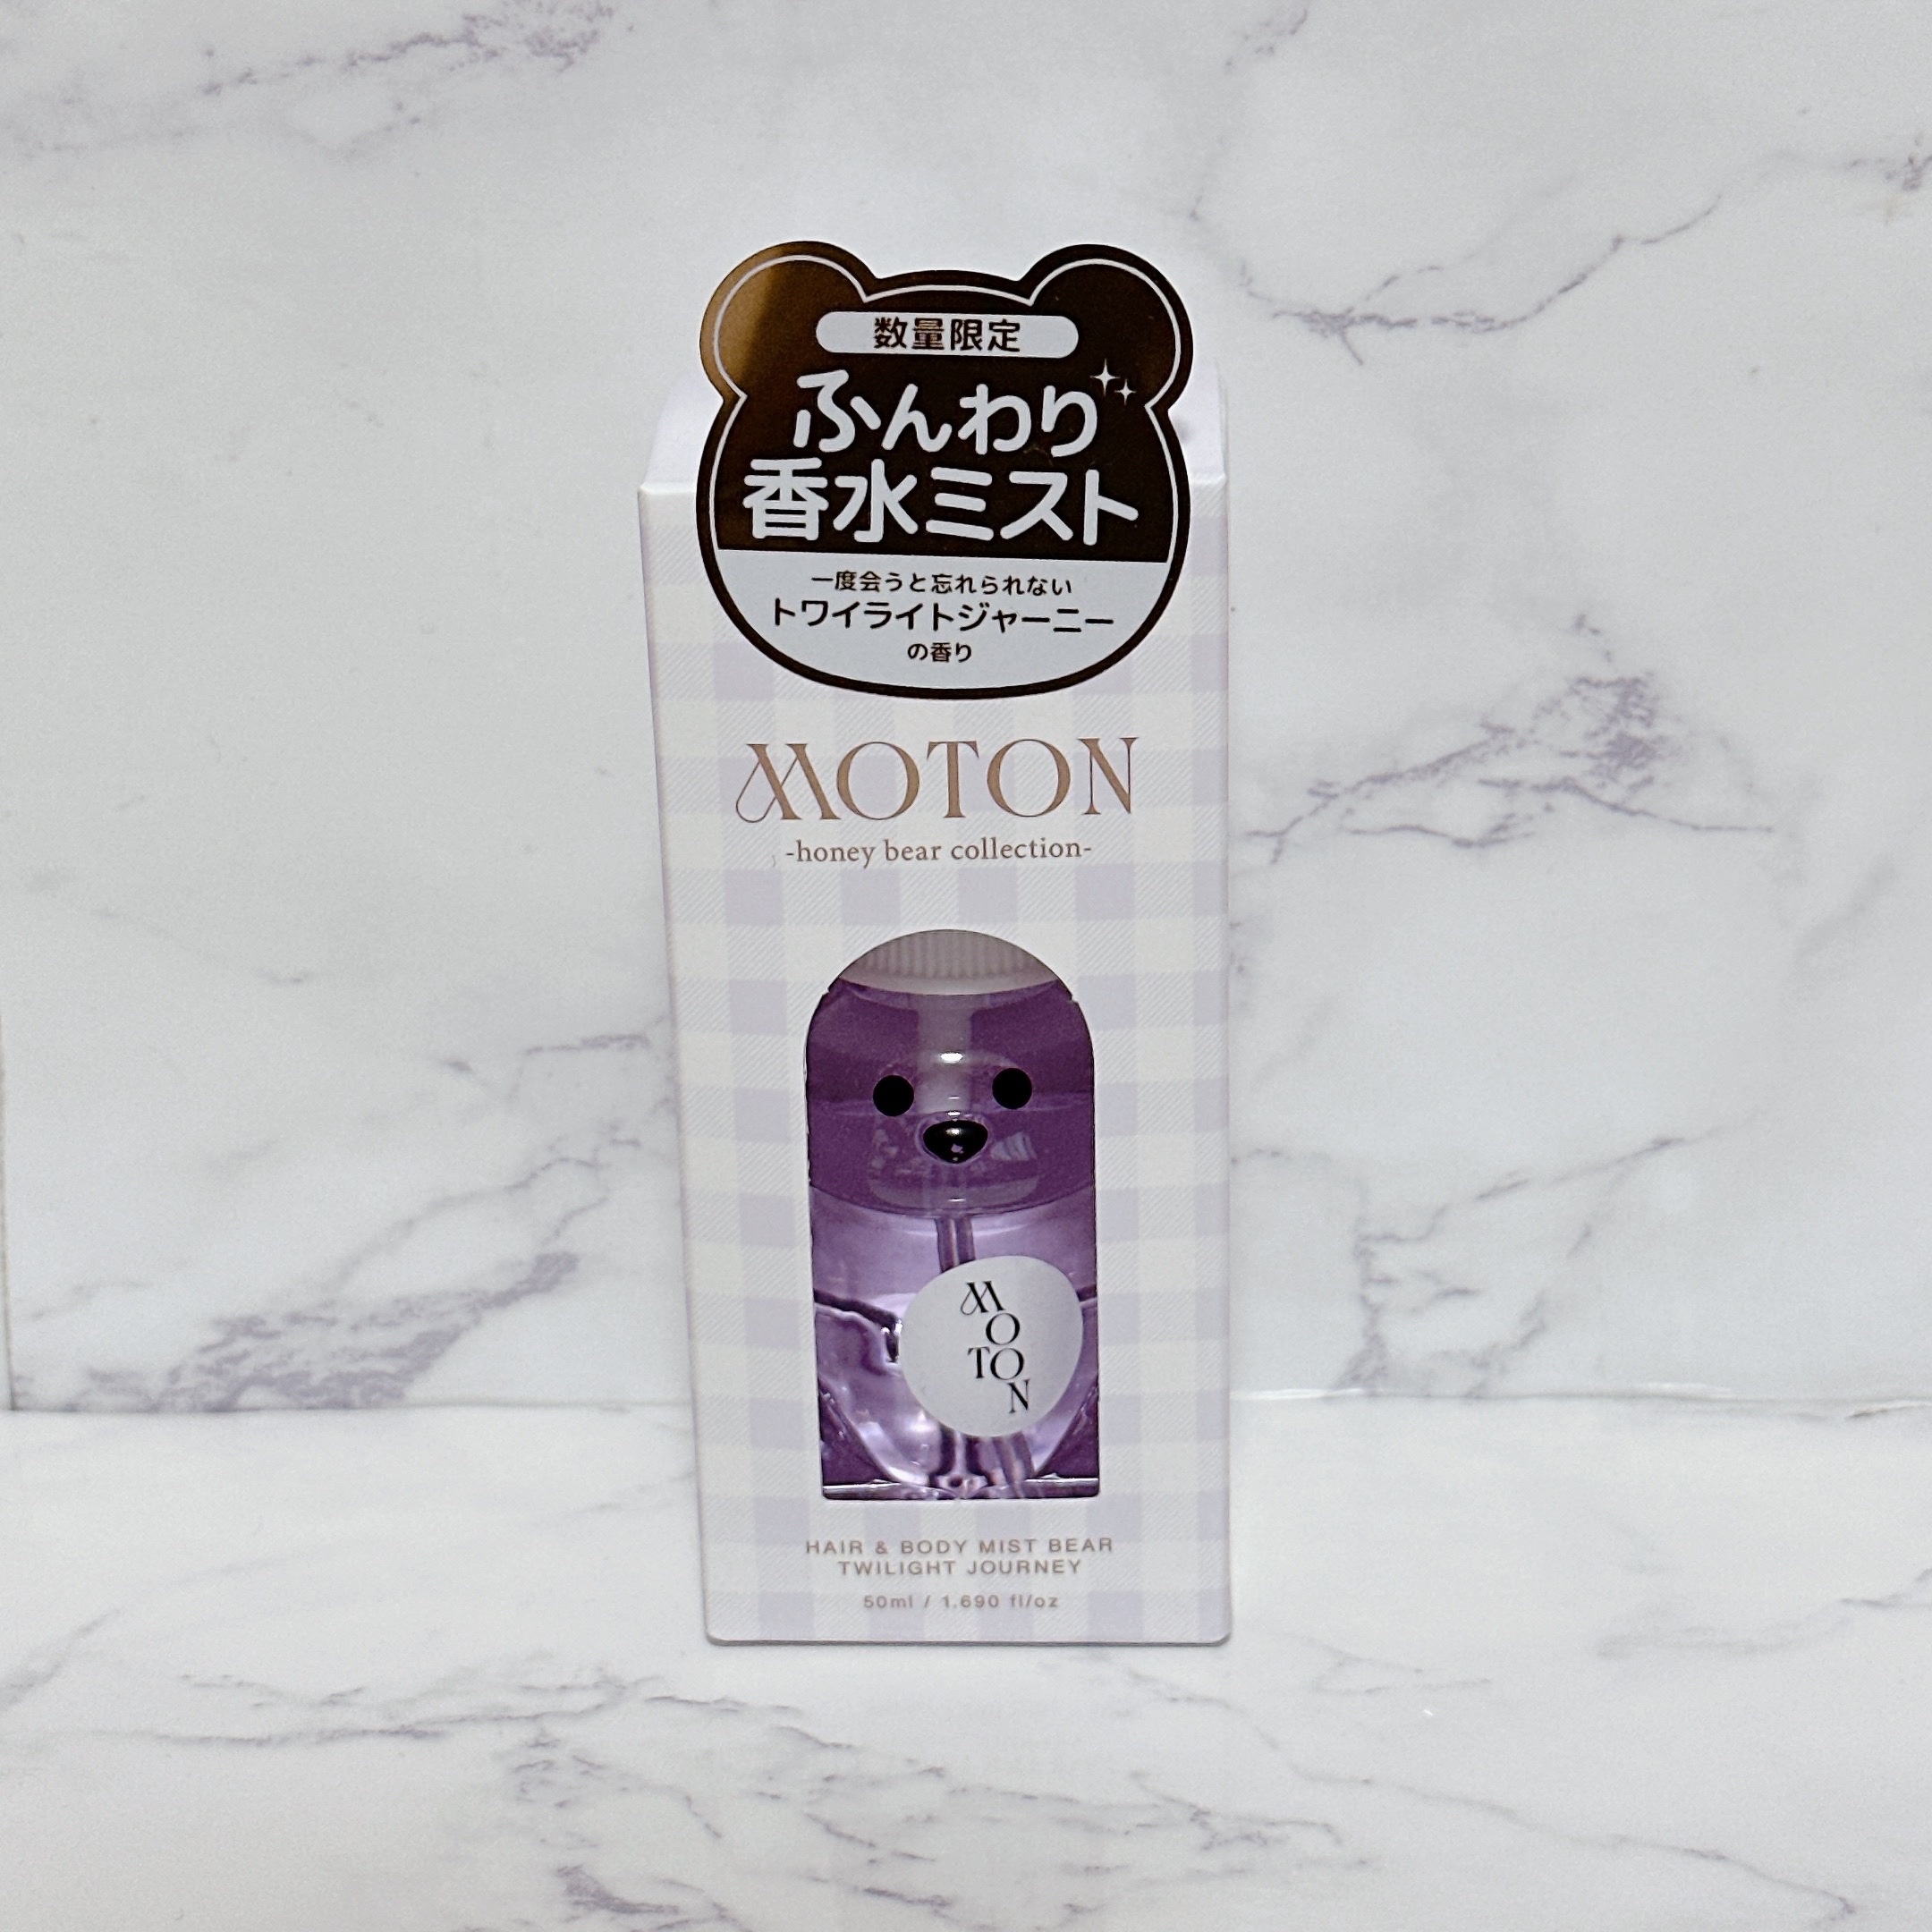 数量限定
ふんわり
香水ミスト
一度会うと忘れられない
トワイライトジャーニー
の香り
MOTON
-honey bear collection-
M
O
TO
N
HAIR & BODY MIST BEAR
TWILIGHT JOURNEY
50ml / 1.690 fl/oz